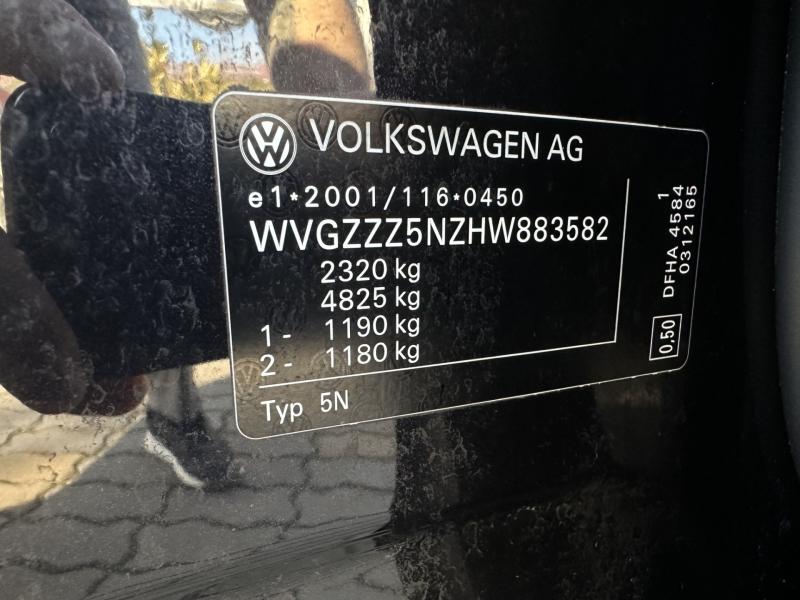 VOLKSWAGEN AG
e1*2001/116*0450
WVGZZZ5NZHW883582
2320 kg
4825 kg
1 - 1190 kg
2 - 1180 kg
Typ 5N
1
DFHA 4584
0312165
0,50